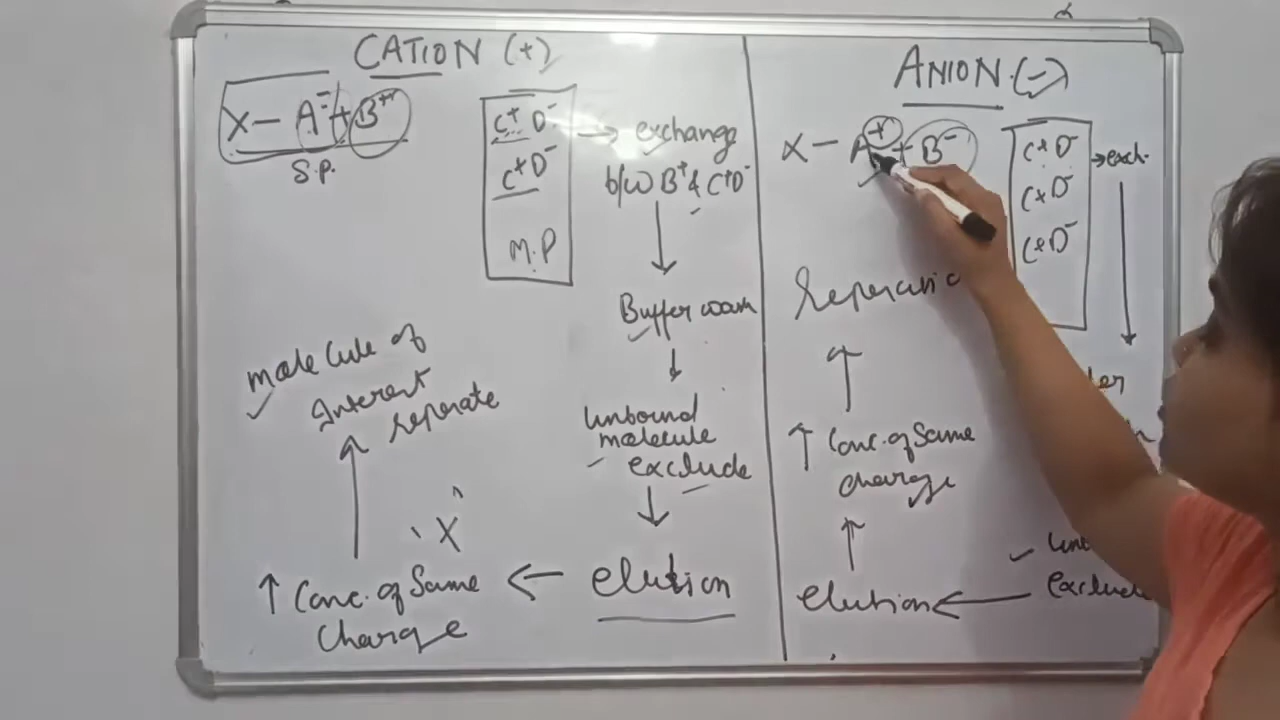 CATION (+)
X — A⁻ + B⁺⁺
S.P.
C⁺ D⁻
C⁺D⁻
M.P
→ exchange
b/w B⁺ & C⁺D⁻
Buffer wash
unbound
molecule
exclude
elution
↑ Conc. of Same
charge
molecule of
Interest
seperate
X
ANION (-)
X — A⁺ + B⁻
C+ D⁻
C+ D⁻
C+D⁻
→ exch.
exclude
elution
↑ Conc. of Same
charge